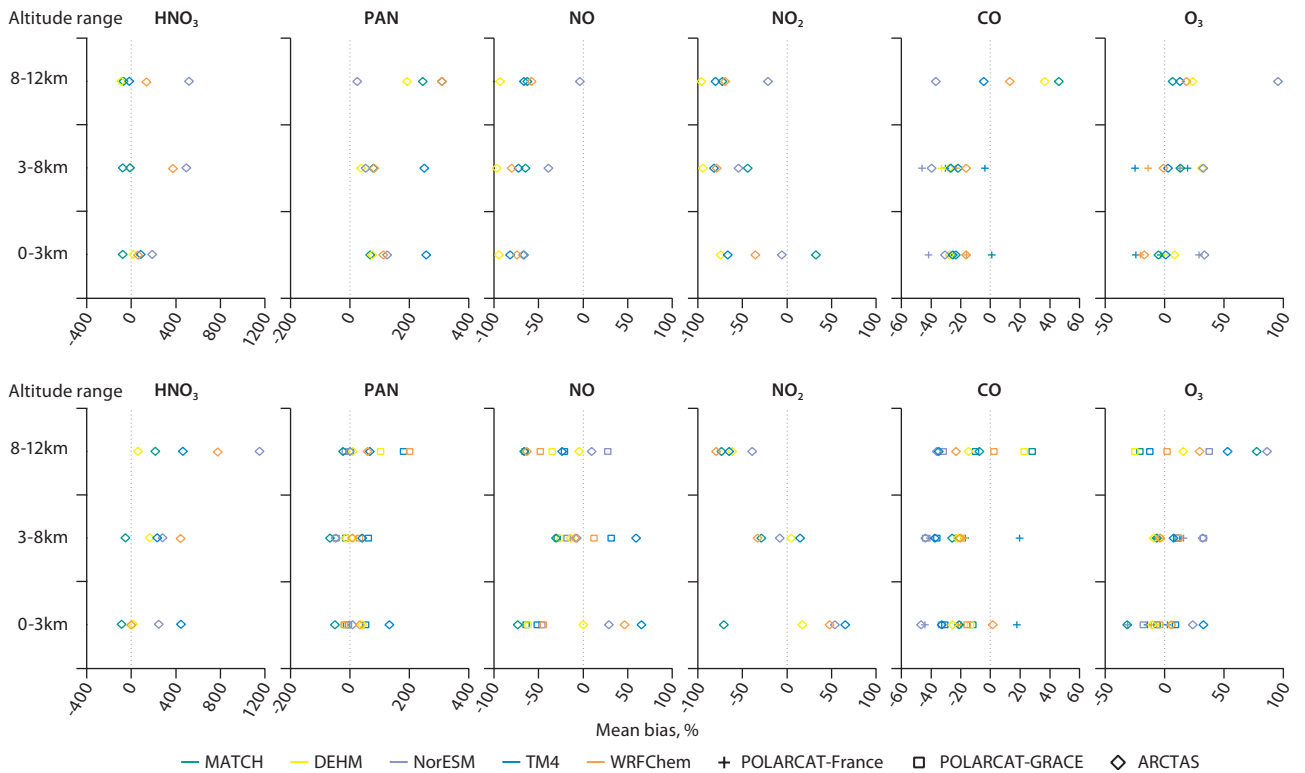 Altitude range HNO₃ PAN NO NO₂ CO O₃
8-12km
3-8km
0-3km
-400 0 400 800 1200 -200 0 200 400 -100 -50 0 50 100 -100 -50 0 50 100 -60 -40 -20 0 20 40 60 -50 0 50 100
Altitude range HNO₃ PAN NO NO₂ CO O₃
8-12km
3-8km
0-3km
-400 0 400 800 1200 -200 0 200 400 -100 -50 0 50 100 -100 -50 0 50 100 -60 -40 -20 0 20 40 60 -50 0 50 100
Mean bias, %
MATCH DEHM NorESM TM4 WRFChem POLARCAT-France POLARCAT-GRACE ARCTAS